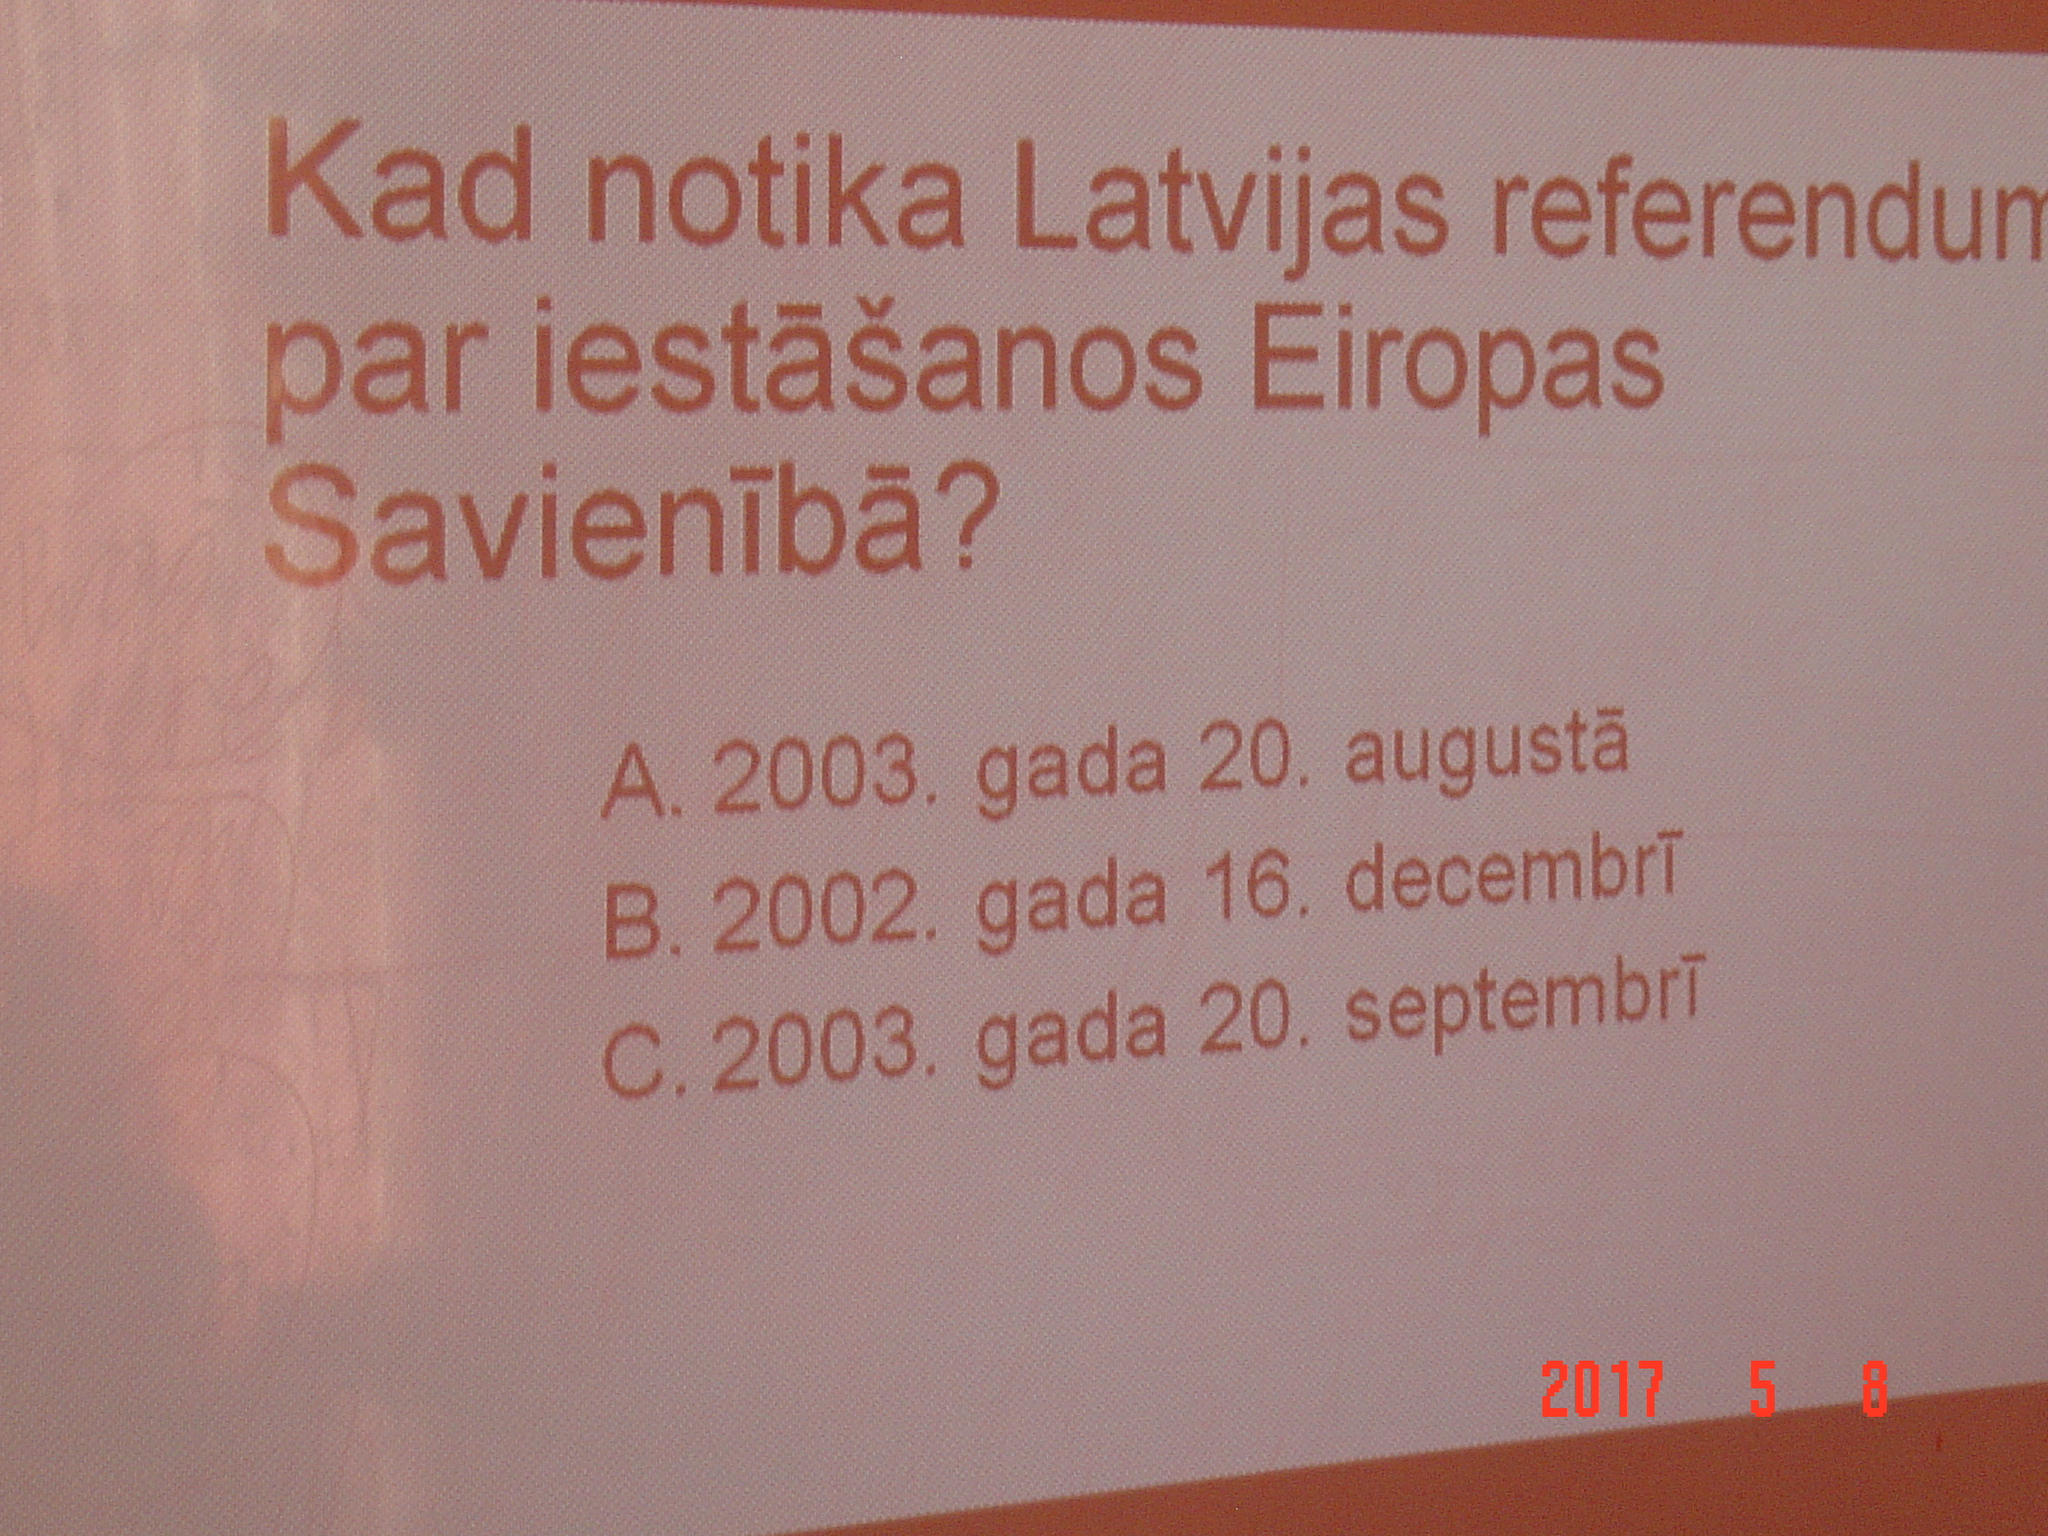 Kad notika Latvijas referendum
par iestāšanos Eiropas
Savienībā?
A. 2003. gada 20. augustā
B. 2002. gada 16. decembrī
C. 2003. gada 20. septembrī
2017 5 8